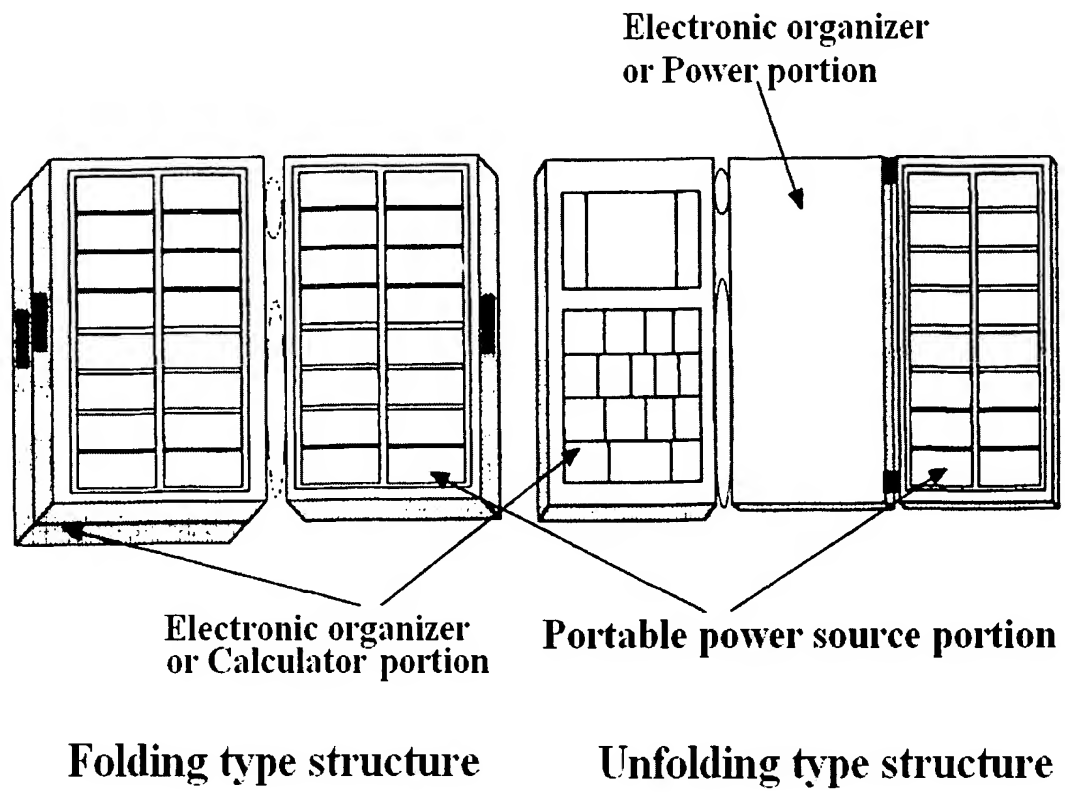 Electronic organizer
or Power portion
Electronic organizer
or Calculator portion
Portable power source portion
Folding type structure
Unfolding type structure